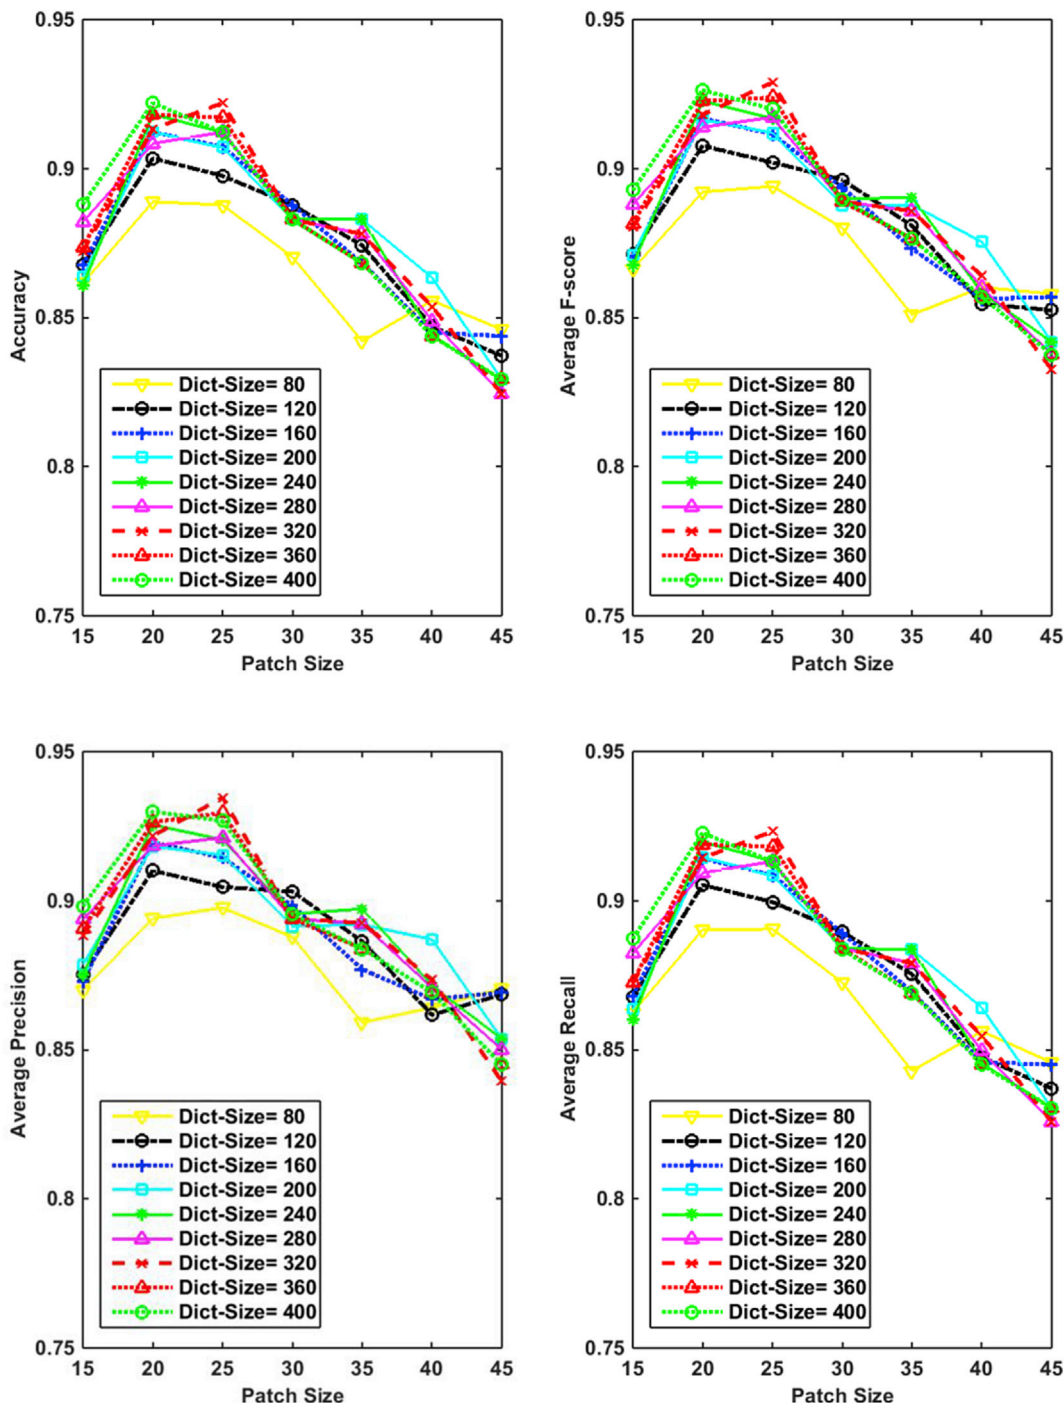 0.95
0.9
0.85
0.8
0.75
Accuracy
Dict-Size= 80
Dict-Size= 120
Dict-Size= 160
Dict-Size= 200
Dict-Size= 240
Dict-Size= 280
Dict-Size= 320
Dict-Size= 360
Dict-Size= 400
15 20 25 30 35 40 45
Patch Size
0.95
0.9
0.85
0.8
0.75
Average F-score
Dict-Size= 80
Dict-Size= 120
Dict-Size= 160
Dict-Size= 200
Dict-Size= 240
Dict-Size= 280
Dict-Size= 320
Dict-Size= 360
Dict-Size= 400
15 20 25 30 35 40 45
Patch Size
0.95
0.9
0.85
0.8
0.75
Average Precision
Dict-Size= 80
Dict-Size= 120
Dict-Size= 160
Dict-Size= 200
Dict-Size= 240
Dict-Size= 280
Dict-Size= 320
Dict-Size= 360
Dict-Size= 400
15 20 25 30 35 40 45
Patch Size
0.95
0.9
0.85
0.8
0.75
Average Recall
Dict-Size= 80
Dict-Size= 120
Dict-Size= 160
Dict-Size= 200
Dict-Size= 240
Dict-Size= 280
Dict-Size= 320
Dict-Size= 360
Dict-Size= 400
15 20 25 30 35 40 45
Patch Size